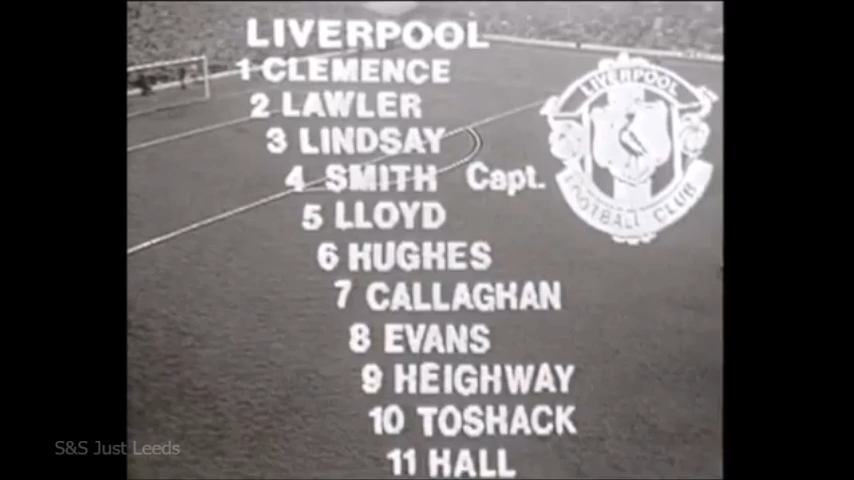 LIVERPOOL
1 CLEMENCE
2 LAWLER
3 LINDSAY
4 SMITH Capt.
5 LLOYD
6 HUGHES
7 CALLAGHAN
8 EVANS
9 HEIGHWAY
10 TOSHACK
11 HALL
LIVERPOOL
FOOTBALL CLUB
S&S Just Leeds